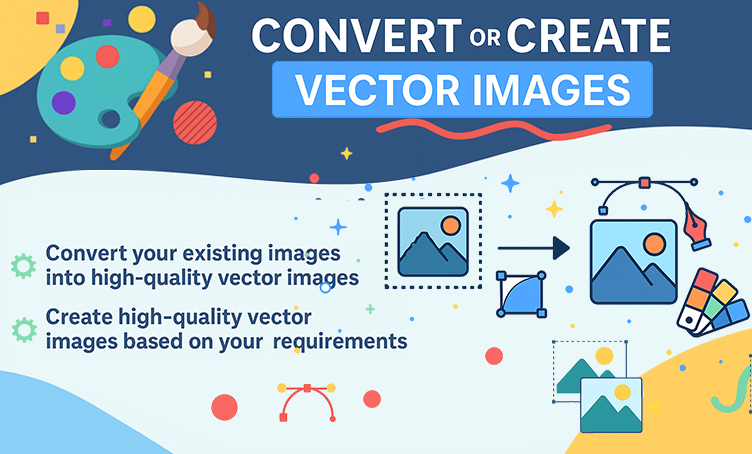 CONVERT OR CREATE
VECTOR IMAGES
Convert your existing images
into high-quality vector images
Create high-quality vector
images based on your requirements